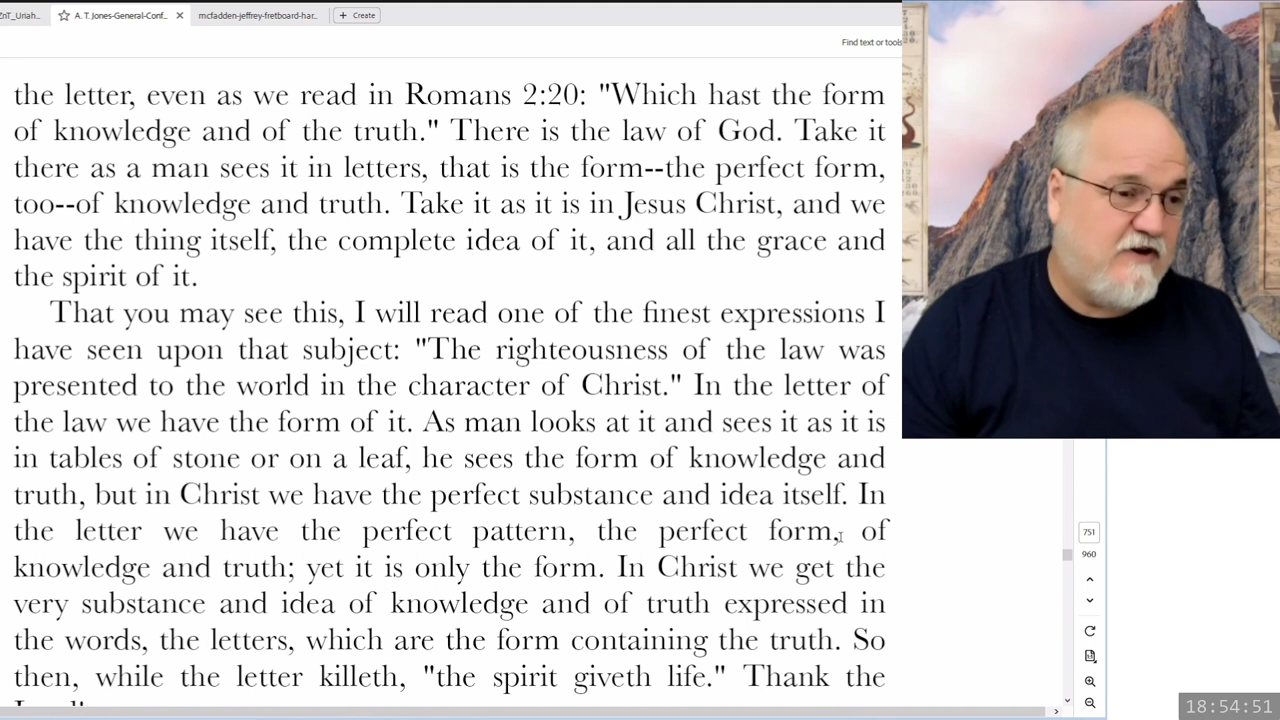 ZnT_Uriah..
A. T.Jones-General-Conf..
mcfadden-jeffrey-fretboard-har..
+ Create
Find text or tools
the letter, even as we read in Romans 2:20: "Which hast the form
of knowledge and of the truth." There is the law of God. Take it
there as a man sees it in letters, that is the form--the perfect form,
too--of knowledge and truth. Take it as it is in Jesus Christ, and we
have the thing itself, the complete idea of it, and all the grace and
the spirit of it.
That you may see this, I will read one of the finest expressions I
have seen upon that subject: "The righteousness of the law was
presented to the world in the character of Christ." In the letter of
the law we have the form of it. As man looks at it and sees it as it is
in tables of stone or on a leaf, he sees the form of knowledge and
truth, but in Christ we have the perfect substance and idea itself. In
the letter we have the perfect pattern, the perfect form, of
knowledge and truth; yet it is only the form. In Christ we get the
very substance and idea of knowledge and of truth expressed in
the words, the letters, which are the form containing the truth. So
then, while the letter killeth, "the spirit giveth life." Thank the
751
960
18:54:51